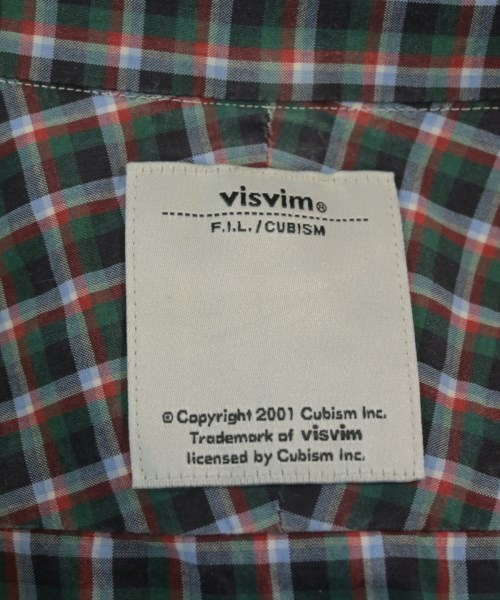 visvim®
F.I.L./CUBISM
© Copyright 2001 Cubism Inc.
Trademark of visvim
licensed by Cubism Inc.